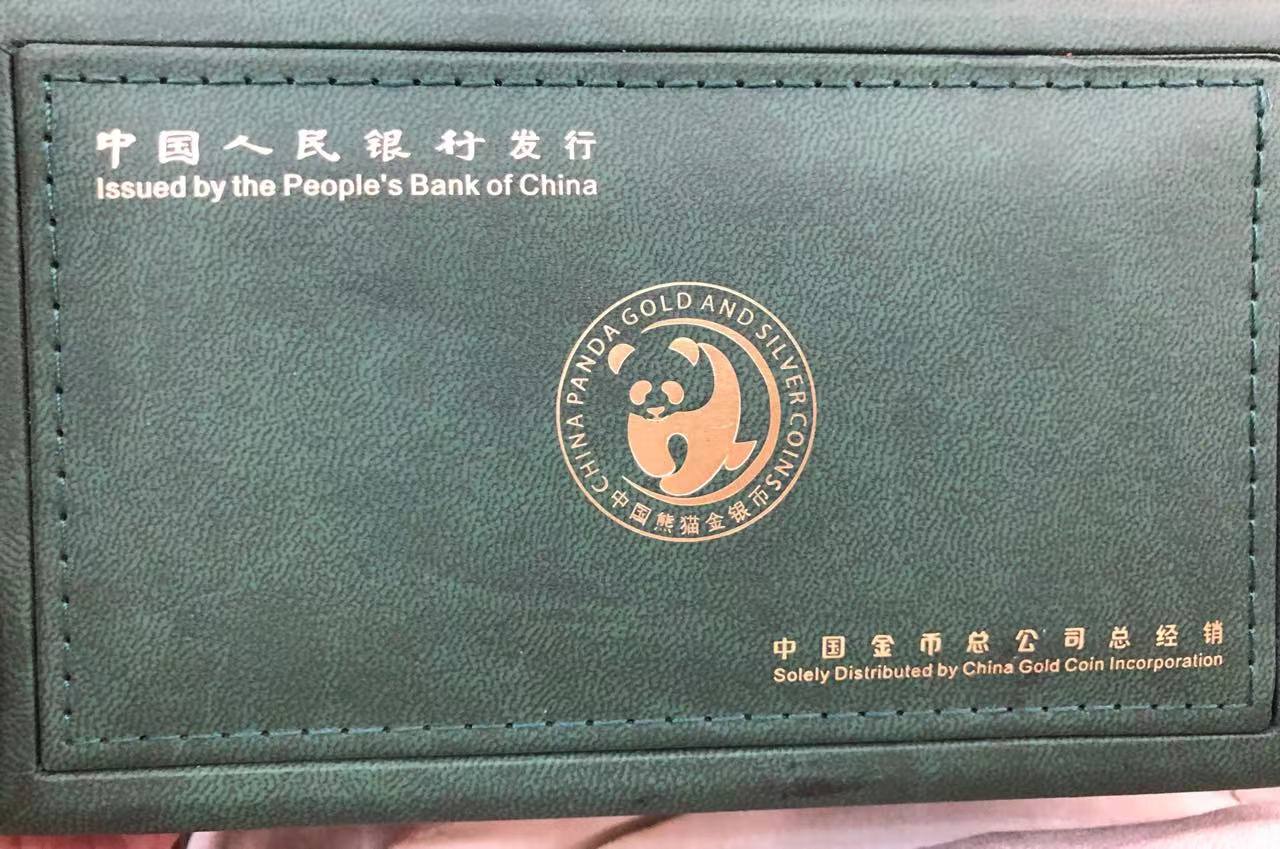 中国人民银行发行
Issued by the People's Bank of China
CHINA PANDA GOLD AND SILVER COINS
中国熊猫金银币
中国金币总公司总经销
Solely Distributed by China Gold Coin Incorporation